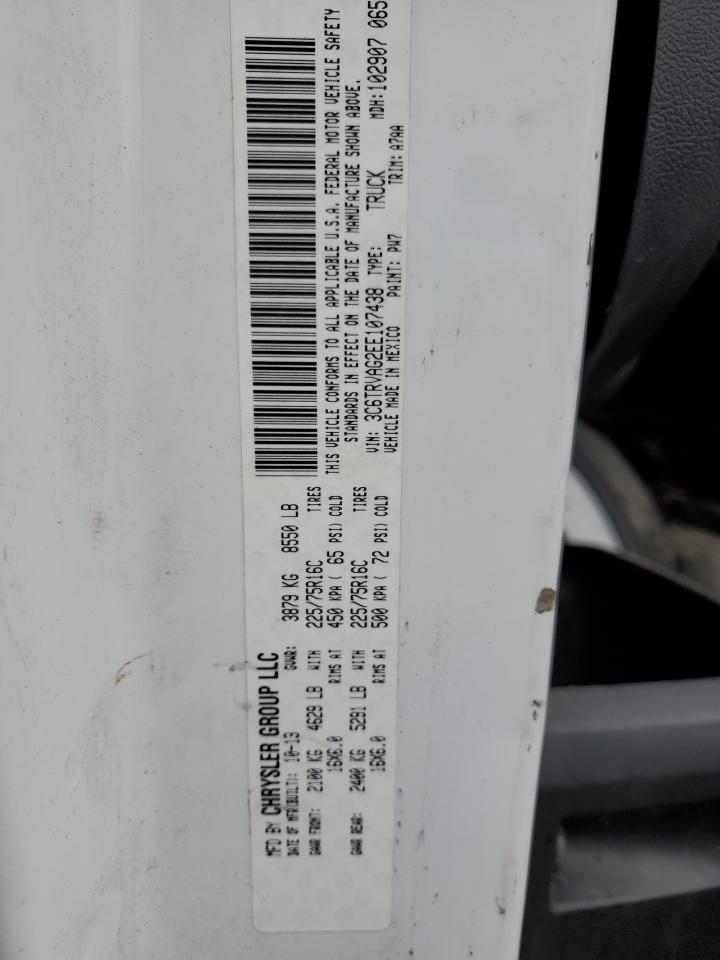 MFD BY CHRYSLER GROUP LLC
DATE OF MFR(BUILT): 10-13 GVWR: 3879 KG 8550 LB
GAWR FRONT: 2100 KG / 4629 LB WITH 225/75R16C TIRES
16X6.0 RIMS AT 450 KPA ( 65 PSI) COLD
GAWR REAR: 2400 KG 5291 LB WITH 225/75R16C TIRES
16X6.0 RIMS AT 500 KPA ( 72 PSI) COLD
THIS VEHICLE CONFORMS TO ALL APPLICABLE U.S.A. FEDERAL MOTOR VEHICLE SAFETY
STANDARDS IN EFFECT ON THE DATE OF MANUFACTURE SHOWN ABOVE.
VIN: 3C6TRVAG2EE107438 TYPE: TRUCK MDH:102907 065
VEHICLE MADE IN MEXICO PAINT: PW7 TRIM: A7AA